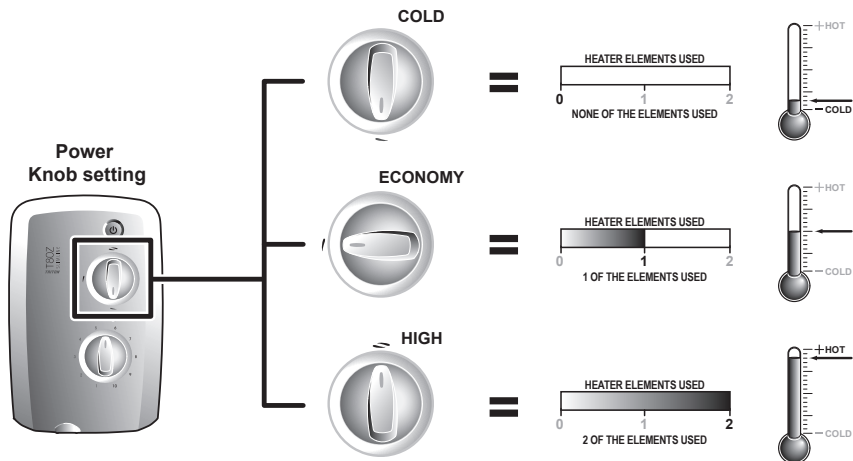 COLD
HEATER ELEMENTS USED
0 1 2
NONE OF THE ELEMENTS USED
+ HOT
− COLD
Power
Knob setting
ECONOMY
HEATER ELEMENTS USED
0 1 2
1 OF THE ELEMENTS USED
+ HOT
− COLD
T80Z
HIGH
HEATER ELEMENTS USED
0 1 2
2 OF THE ELEMENTS USED
+ HOT
− COLD